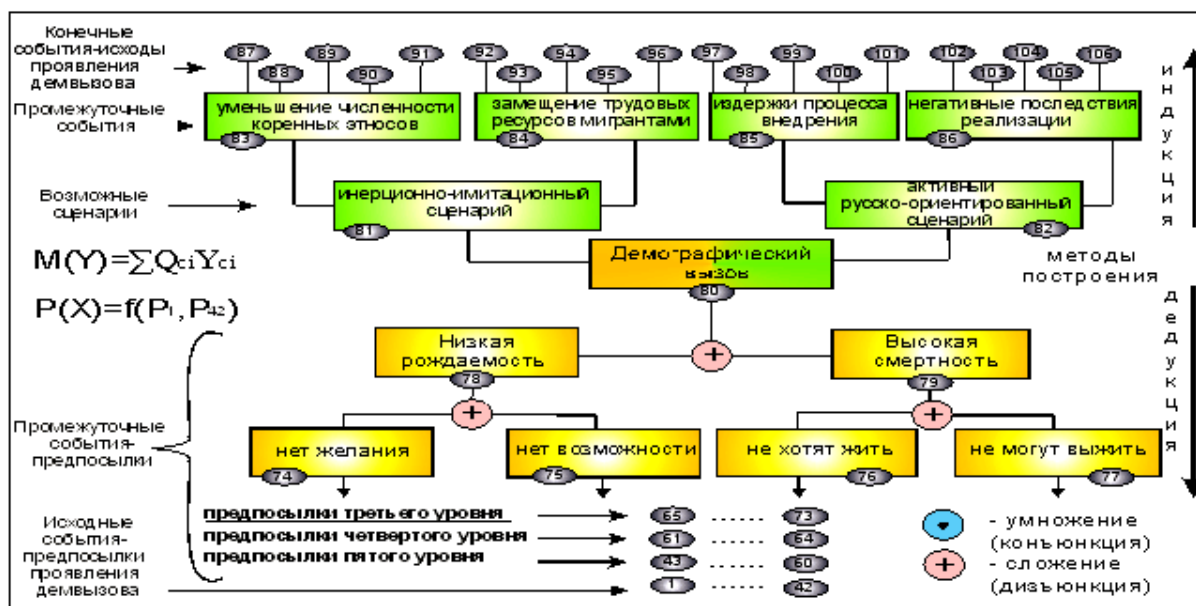 Конечные
события-исходы
проявления
демвызова
87 88 89 90 91 92 93 94 95 96 97 98 99 100 101 102 103 104 105 106
Промежуточные
события
уменьшение численности
коренных этносов
83
замещение трудовых
ресурсов мигрантами
84
издержки процесса
внедрения
85
негативные последствия
реализации
86
индукция
Возможные
сценарии
инерционно-имитационный
сценарий
81
активный
русско-ориентированный
сценарий
82
M(Y)=∑QciYci
P(X)=f(P1,P42)
Демографический
вызов
80
методы
построения
дедукция
Низкая
рождаемость
78
+
Высокая
смертность
79
+
+
Промежуточные
события-
предпосылки
нет желания
74
нет возможности
75
не хотят жить
76
не могут выжить
77
Исходные
события-
предпосылки
проявления
демвызова
предпосылки третьего уровня
65 ...... 73
предпосылки четвертого уровня
61 ...... 64
предпосылки пятого уровня
43 ...... 60
1 ...... 42
- умножение
(конъюнкция)
+ - сложение
(дизъюнкция)